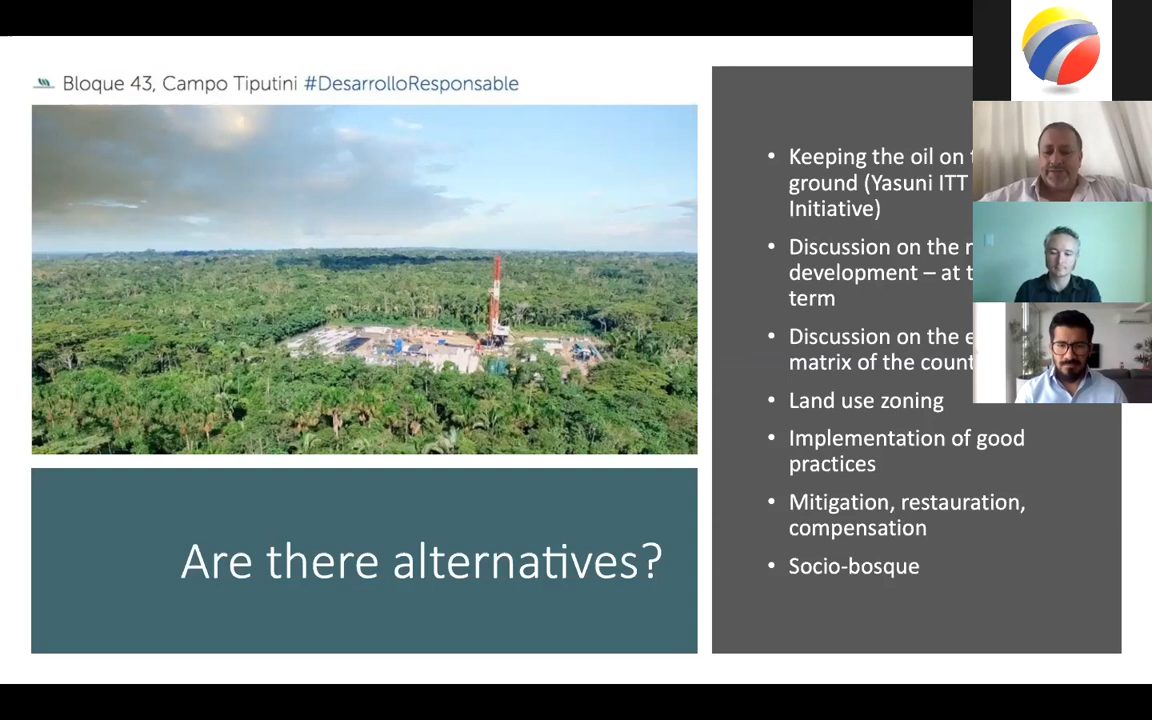 Bloque 43, Campo Tiputini #DesarrolloResponsable
Are there alternatives?
• Keeping the oil on
ground (Yasuni ITT
Initiative)
• Discussion on the
development – at
term
• Discussion on the
matrix of the
• Land use zoning
• Implementation of good
practices
• Mitigation, restauration,
compensation
• Socio-bosque